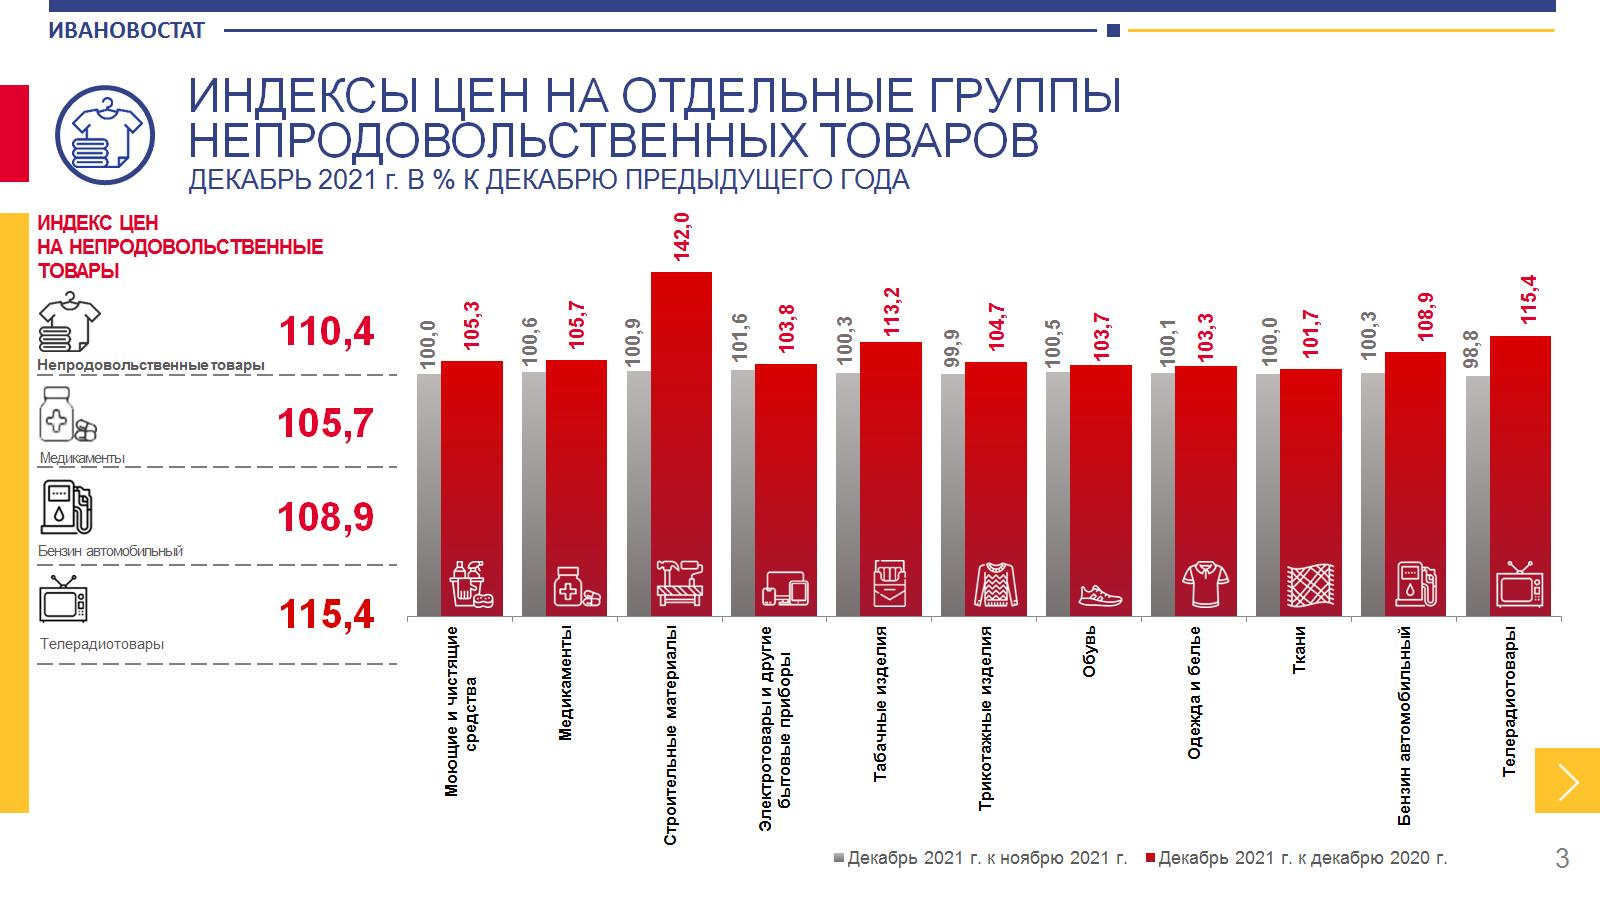 ИВАНОВОСТАТ
ИНДЕКСЫ ЦЕН НА ОТДЕЛЬНЫЕ ГРУППЫ
НЕПРОДОВОЛЬСТВЕННЫХ ТОВАРОВ
ДЕКАБРЬ 2021 г. В % К ДЕКАБРЮ ПРЕДЫДУЩЕГО ГОДА
ИНДЕКС ЦЕН
НА НЕПРОДОВОЛЬСТВЕННЫЕ
ТОВАРЫ
110,4
Непродовольственные товары
105,7
Медикаменты
108,9
Бензин автомобильный
115,4
Телерадиотовары
100,0
105,3
100,6
105,7
100,9
142,0
101,6
103,8
100,3
113,2
99,9
104,7
100,5
103,7
100,1
103,3
100,0
101,7
100,3
108,9
98,8
115,4
Моющие и чистящие
средства
Медикаменты
Строительные материалы
Электротовары и другие
бытовые приборы
Табачные изделия
Трикотажные изделия
Обувь
Одежда и белье
Ткани
Бензин автомобильный
Телерадиотовары
Декабрь 2021 г. к ноябрю 2021 г.
Декабрь 2021 г. к декабрю 2020 г.
3